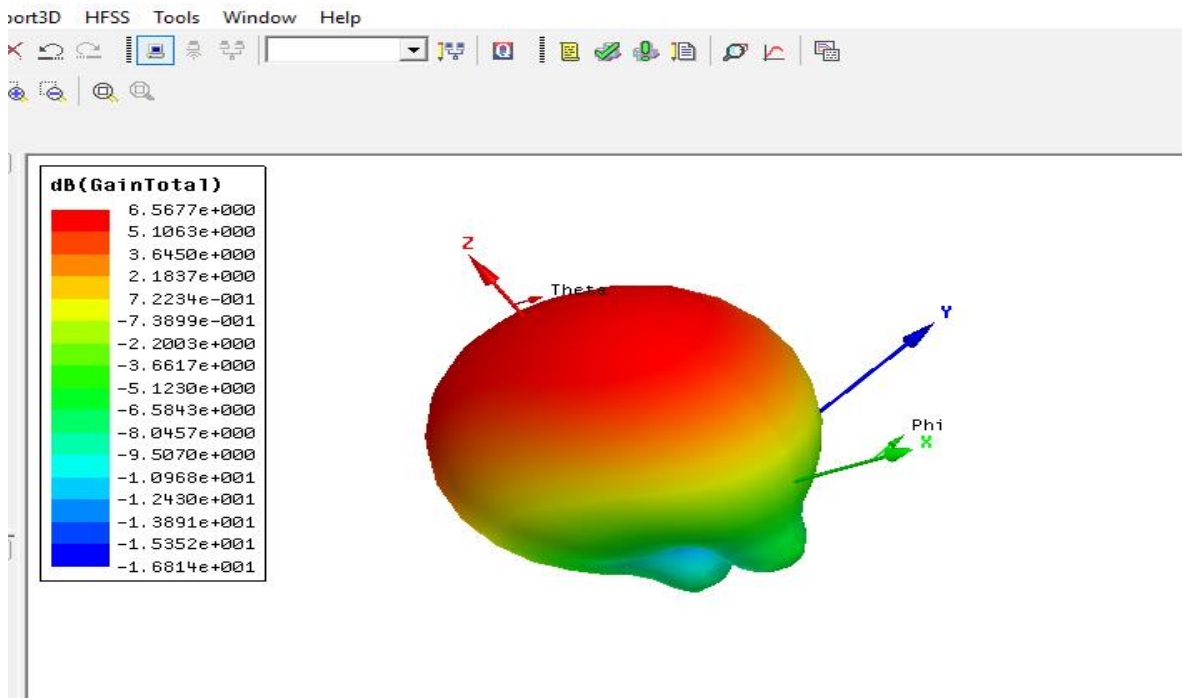 port3D HFSS Tools Window Help
dB(GainTotal)
6.5677e+000
5.1063e+000
3.6450e+000
2.1837e+000
7.2234e-001
-7.3899e-001
-2.2003e+000
-3.6617e+000
-5.1230e+000
-6.5843e+000
-8.0457e+000
-9.5070e+000
-1.0968e+001
-1.2430e+001
-1.3891e+001
-1.5352e+001
-1.6814e+001
Z
Theta
Y
Phi
X